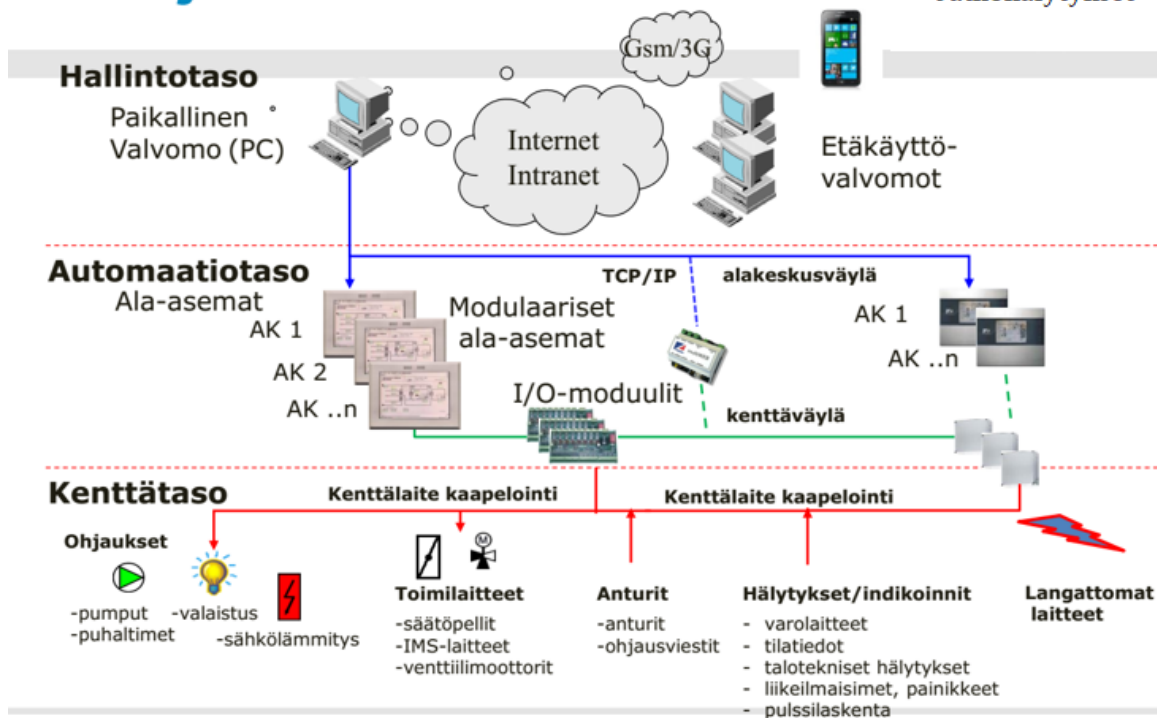 Gsm/3G
Hallintotaso
Paikallinen
Valvomo (PC)
Internet
Intranet
Etäkäyttö-
valvomot
Automaatiotaso
Ala-asemat
AK 1
AK 2
AK ..n
Modulaariset
ala-asemat
I/O-moduulit
TCP/IP
alakeskusväylä
AK 1
AK ..n
kenttäväylä
Kenttätaso
Kenttälaite kaapelointi
Kenttälaite kaapelointi
Ohjaukset
-pumput
-puhaltimet
-valaistus
-sähkölämmitys
M
Toimilaitteet
-säätöpellit
-IMS-laitteet
-venttiilimoottorit
Anturit
-anturit
-ohjausviestit
Hälytykset/indikoinnit
- varolaitteet
- tilatiedot
- talotekniset hälytykset
- liikeilmaisimet, painikkeet
- pulssilaskenta
Langattomat
laitteet